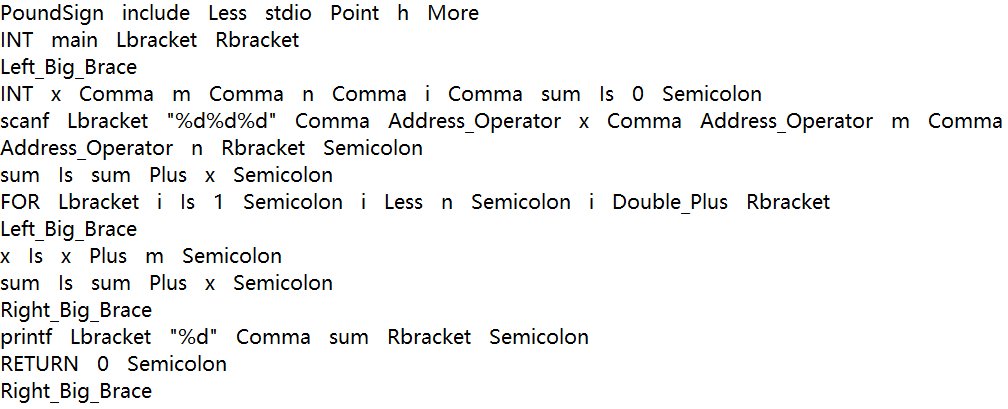 PoundSign include Less stdio Point h More
INT main Lbracket Rbracket
Left_Big_Brace
INT x Comma m Comma n Comma i Comma sum Is 0 Semicolon
scanf Lbracket "%d%d%d" Comma Address_Operator x Comma Address_Operator m Comma
Address_Operator n Rbracket Semicolon
sum Is sum Plus x Semicolon
FOR Lbracket i Is 1 Semicolon i Less n Semicolon i Double_Plus Rbracket
Left_Big_Brace
x Is x Plus m Semicolon
sum Is sum Plus x Semicolon
Right_Big_Brace
printf Lbracket "%d" Comma sum Rbracket Semicolon
RETURN 0 Semicolon
Right_Big_Brace